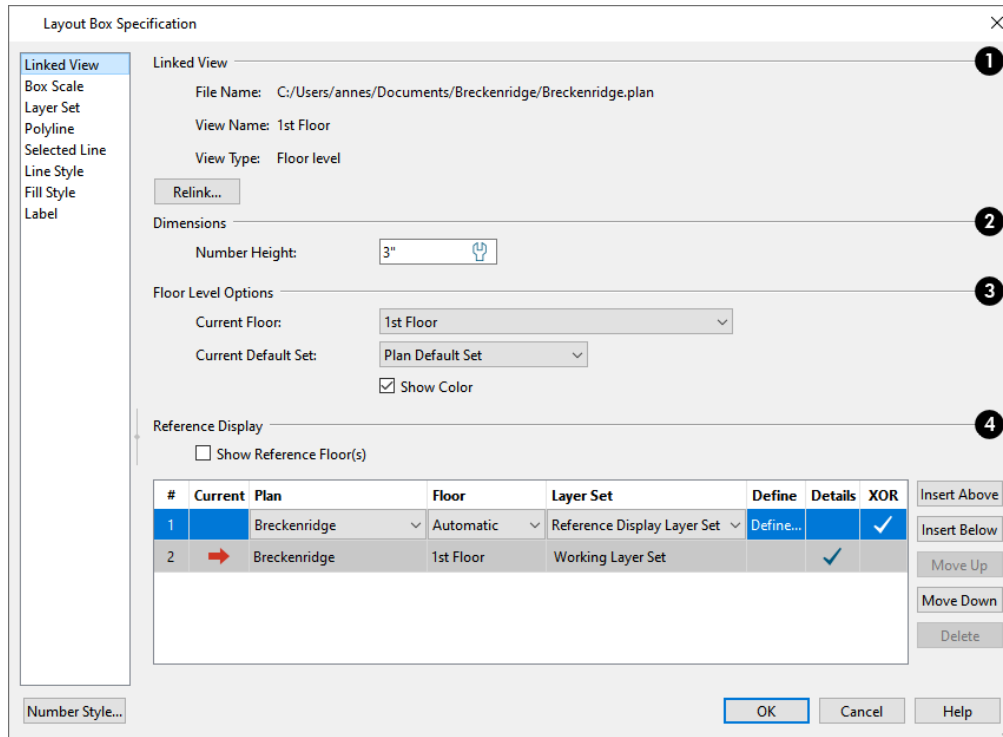 Layout Box Specification
Linked View
Box Scale
Layer Set
Polyline
Selected Line
Line Style
Fill Style
Label
Linked View 1
File Name: C:/Users/annes/Documents/Breckenridge/Breckenridge.plan
View Name: 1st Floor
View Type: Floor level
Relink...
Dimensions 2
Number Height: 3"
Floor Level Options 3
Current Floor: 1st Floor
Current Default Set: Plan Default Set
Show Color
Reference Display 4
Show Reference Floor(s)
# Current Plan Floor Layer Set Define Details XOR
1 Breckenridge Automatic Reference Display Layer Set Define...
2 Breckenridge 1st Floor Working Layer Set
Insert Above
Insert Below
Move Up
Move Down
Delete
Number Style... OK Cancel Help